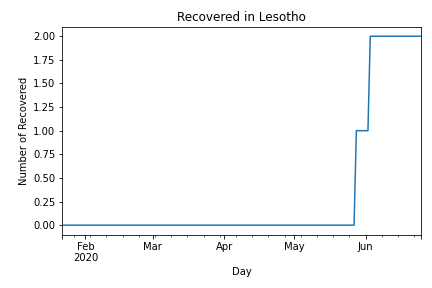 Recovered in Lesotho
2.00
1.75
1.50
1.25
1.00
0.75
0.50
0.25
0.00
Number of Recovered
Feb
2020
Mar
Apr
May
Jun
Day